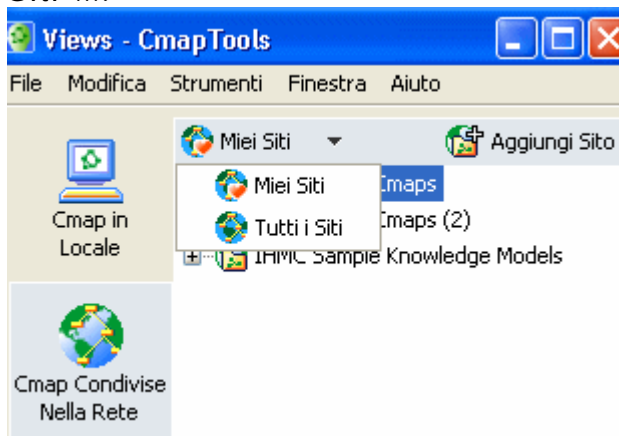 Views - CmapTools
File Modifica Strumenti Finestra Aiuto
Miei Siti Aggiungi Sito
Miei Siti
Tutti i Siti
Cmaps
Cmaps (2)
IHMC Sample Knowledge Models
Cmap in
Locale
Cmap Condivise
Nella Rete